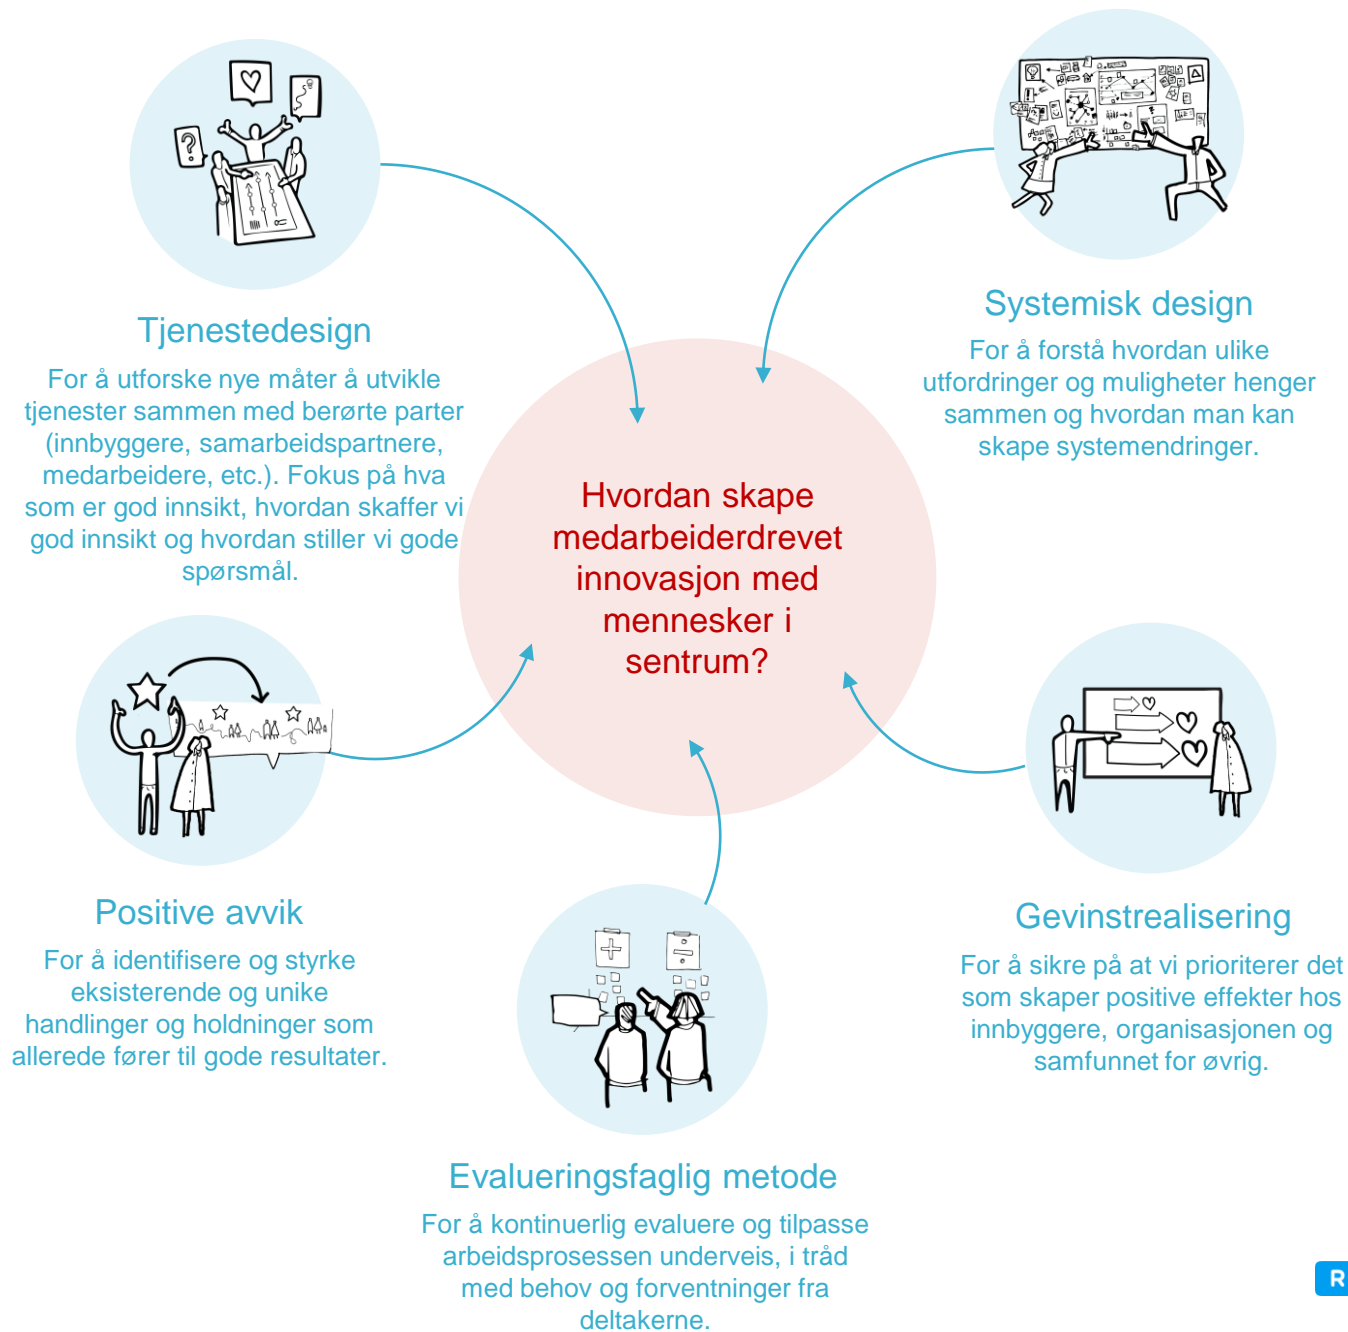 Tjenestedesign
For å utforske nye måter å utvikle
tjenester sammen med berørte parter
(innbyggere, samarbeidspartnere,
medarbeidere, etc.). Fokus på hva
som er god innsikt, hvordan skaffer vi
god innsikt og hvordan stiller vi gode
spørsmål.
Systemisk design
For å forstå hvordan ulike
utfordringer og muligheter henger
sammen og hvordan man kan
skape systemendringer.
Hvordan skape
medarbeiderdrevet
innovasjon med
mennesker i
sentrum?
Positive avvik
For å identifisere og styrke
eksisterende og unike
handlinger og holdninger som
allerede fører til gode resultater.
Gevinstrealisering
For å sikre på at vi prioriterer det
som skaper positive effekter hos
innbyggere, organisasjonen og
samfunnet for øvrig.
Evalueringsfaglig metode
For å kontinuerlig evaluere og tilpasse
arbeidsprosessen underveis, i tråd
med behov og forventninger fra
deltakerne.
R